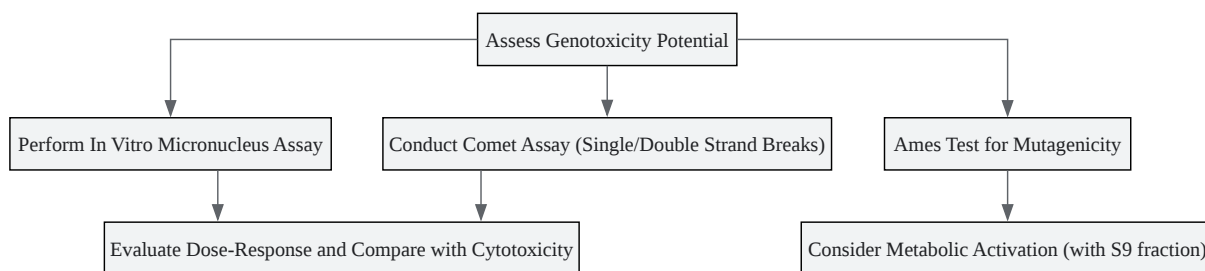 Assess Genotoxicity Potential
Perform In Vitro Micronucleus Assay
Conduct Comet Assay (Single/Double Strand Breaks)
Ames Test for Mutagenicity
Evaluate Dose-Response and Compare with Cytotoxicity
Consider Metabolic Activation (with S9 fraction)